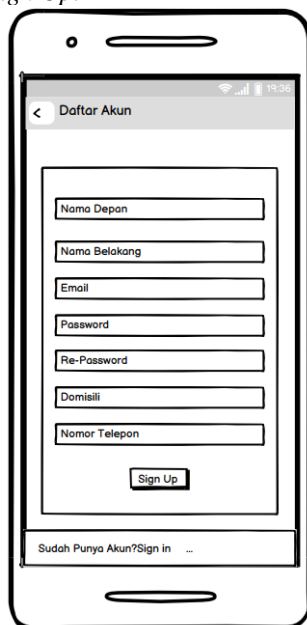 19:36
< Daftar Akun
Nama Depan
Nama Belakang
Email
Password
Re-Password
Domisili
Nomor Telepon
Sign Up
Sudah Punya Akun?Sign in ...